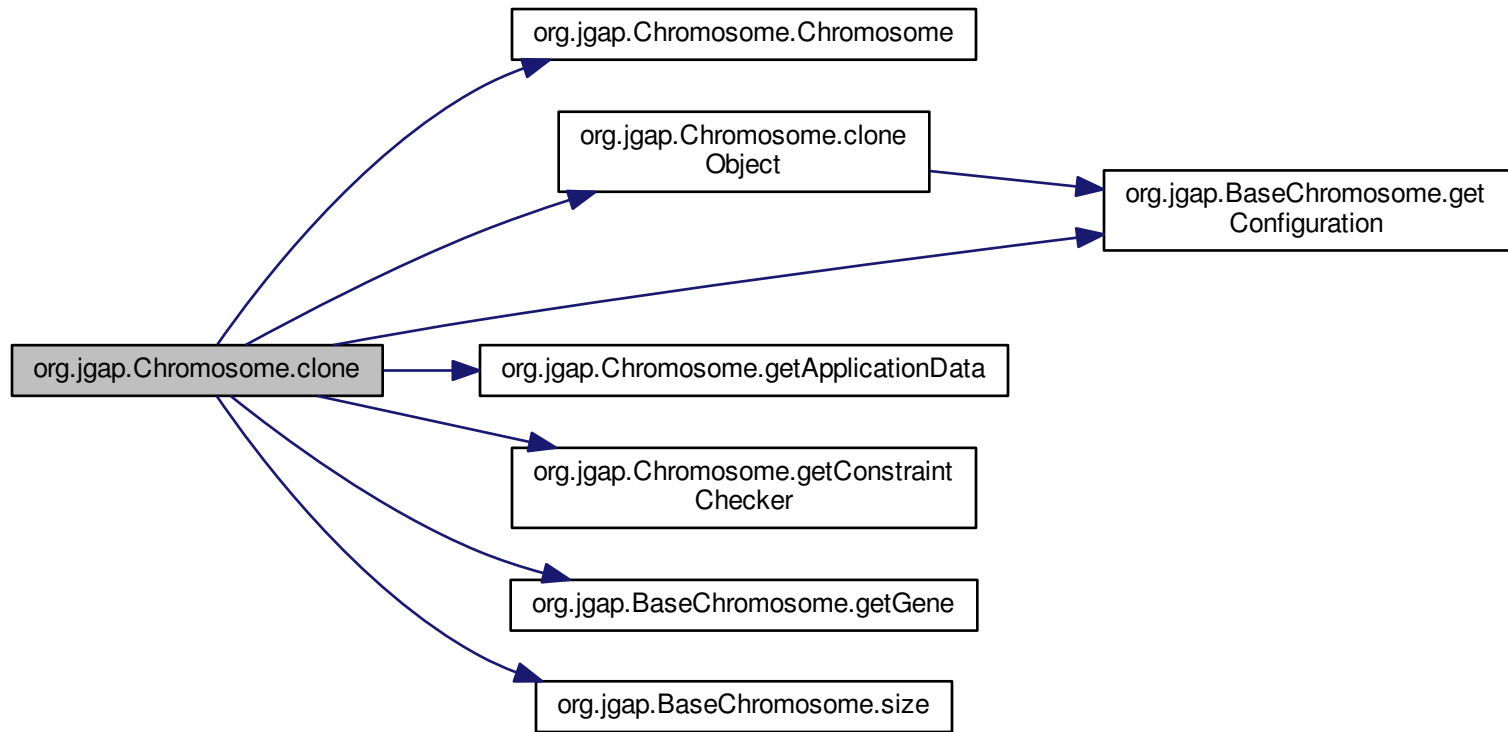 org.jgap.Chromosome.Chromosome
org.jgap.Chromosome.clone
Object
org.jgap.BaseChromosome.get
Configuration
org.jgap.Chromosome.clone
org.jgap.Chromosome.getApplicationData
org.jgap.Chromosome.getConstraint
Checker
org.jgap.BaseChromosome.getGene
org.jgap.BaseChromosome.size